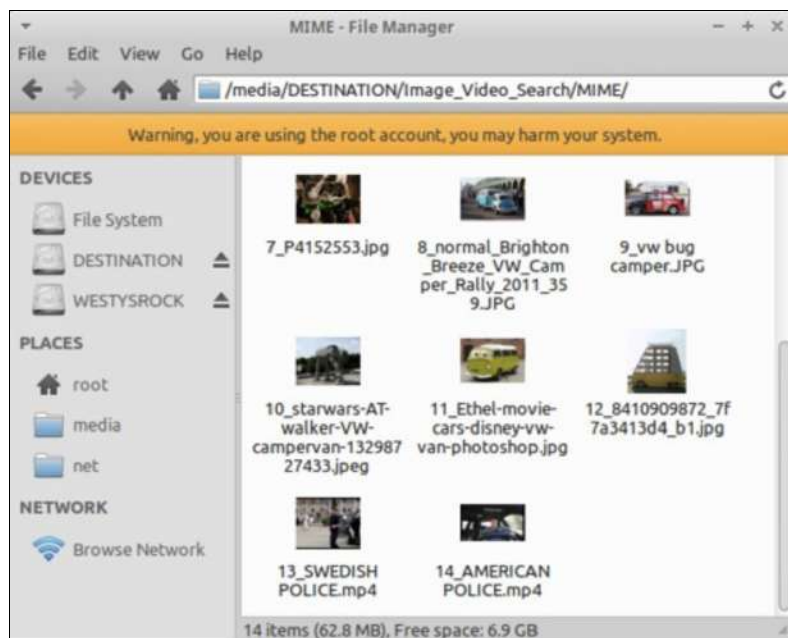 MIME - File Manager
File Edit View Go Help
/media/DESTINATION/Image_Video_Search/MIME/
Warning, you are using the root account, you may harm your system.
DEVICES
File System
DESTINATION
WESTYSROCK
PLACES
root
media
net
NETWORK
Browse Network
7_P4152553.jpg
8_normal_Brighton
_Breeze_VW_Cam
per_Rally_2011_35
9.JPG
9_vw bug
camper.JPG
10_starwars-AT-
walker-VW-
campervan-132987
27433.jpeg
11_Ethel-movie-
cars-disney-vw-
van-photoshop.jpg
12_8410909872_7f
7a3413d4_b1.jpg
13_SWEDISH
POLICE.mp4
14_AMERICAN
POLICE.mp4
14 items (62.8 MB), Free space: 6.9 GB